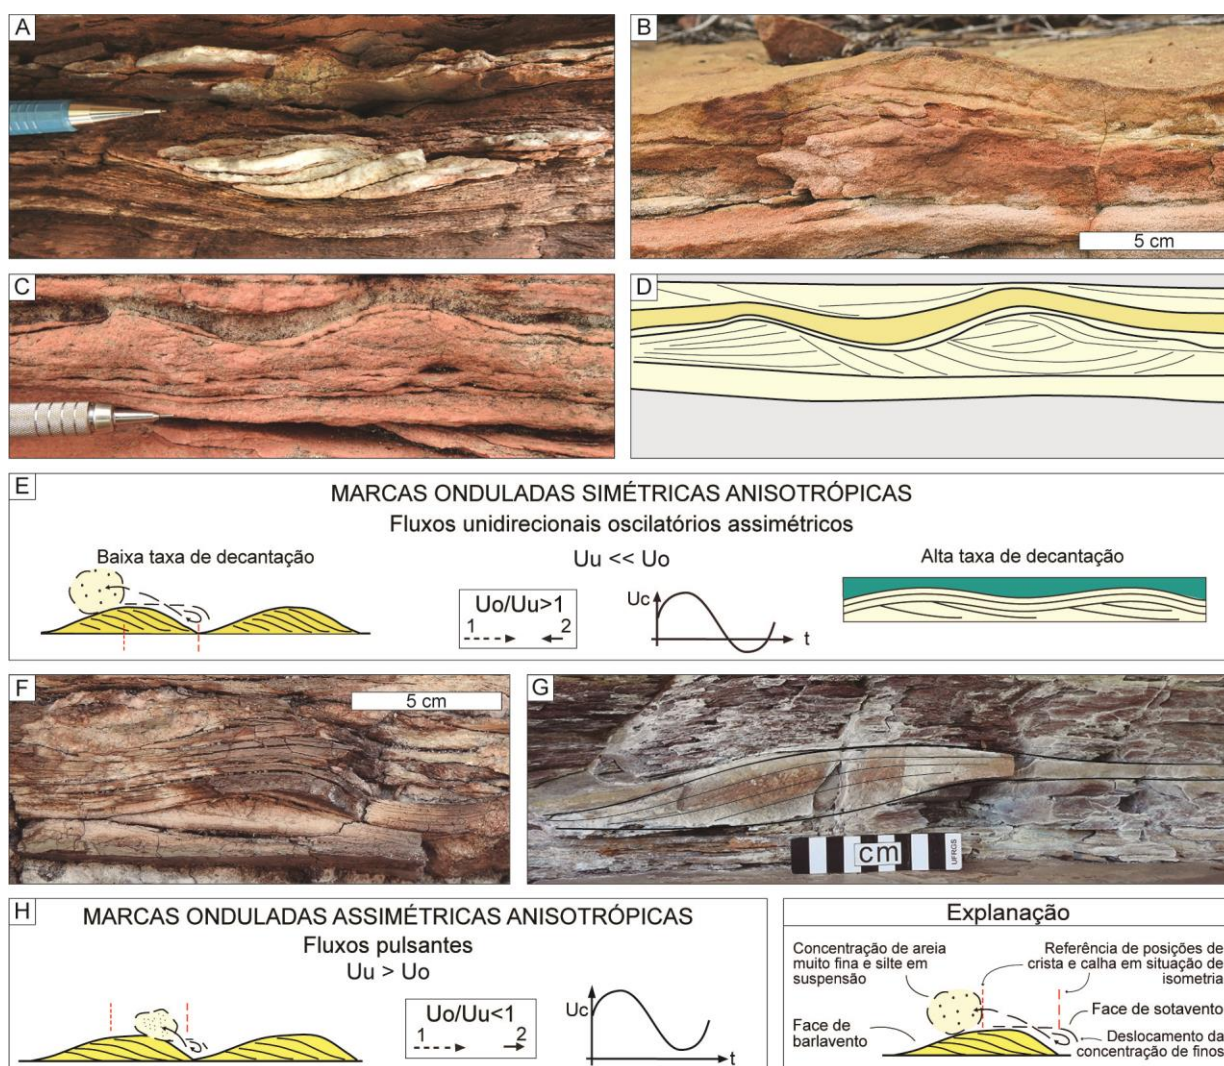 A
B
5 cm
C
D
E
MARCAS ONDULADAS SIMÉTRICAS ANISOTRÓPICAS
Fluxos unidirecionais oscilatórios assimétricos
Baixa taxa de decantação
Uu << Uo
Alta taxa de decantação
Uo/Uu>1
1
2
Uc
t
F
5 cm
G
cm
UFRGS
H
MARCAS ONDULADAS ASSIMÉTRICAS ANISOTRÓPICAS
Fluxos pulsantes
Uu > Uo
Uo/Uu<1
1
2
Uc
t
Explanação
Concentração de areia
muito fina e silte em
suspensão
Referência de posições de
crista e calha em situação de
isometria
Face de sotavento
Face de
barlavento
Deslocamento da
concentração de finos